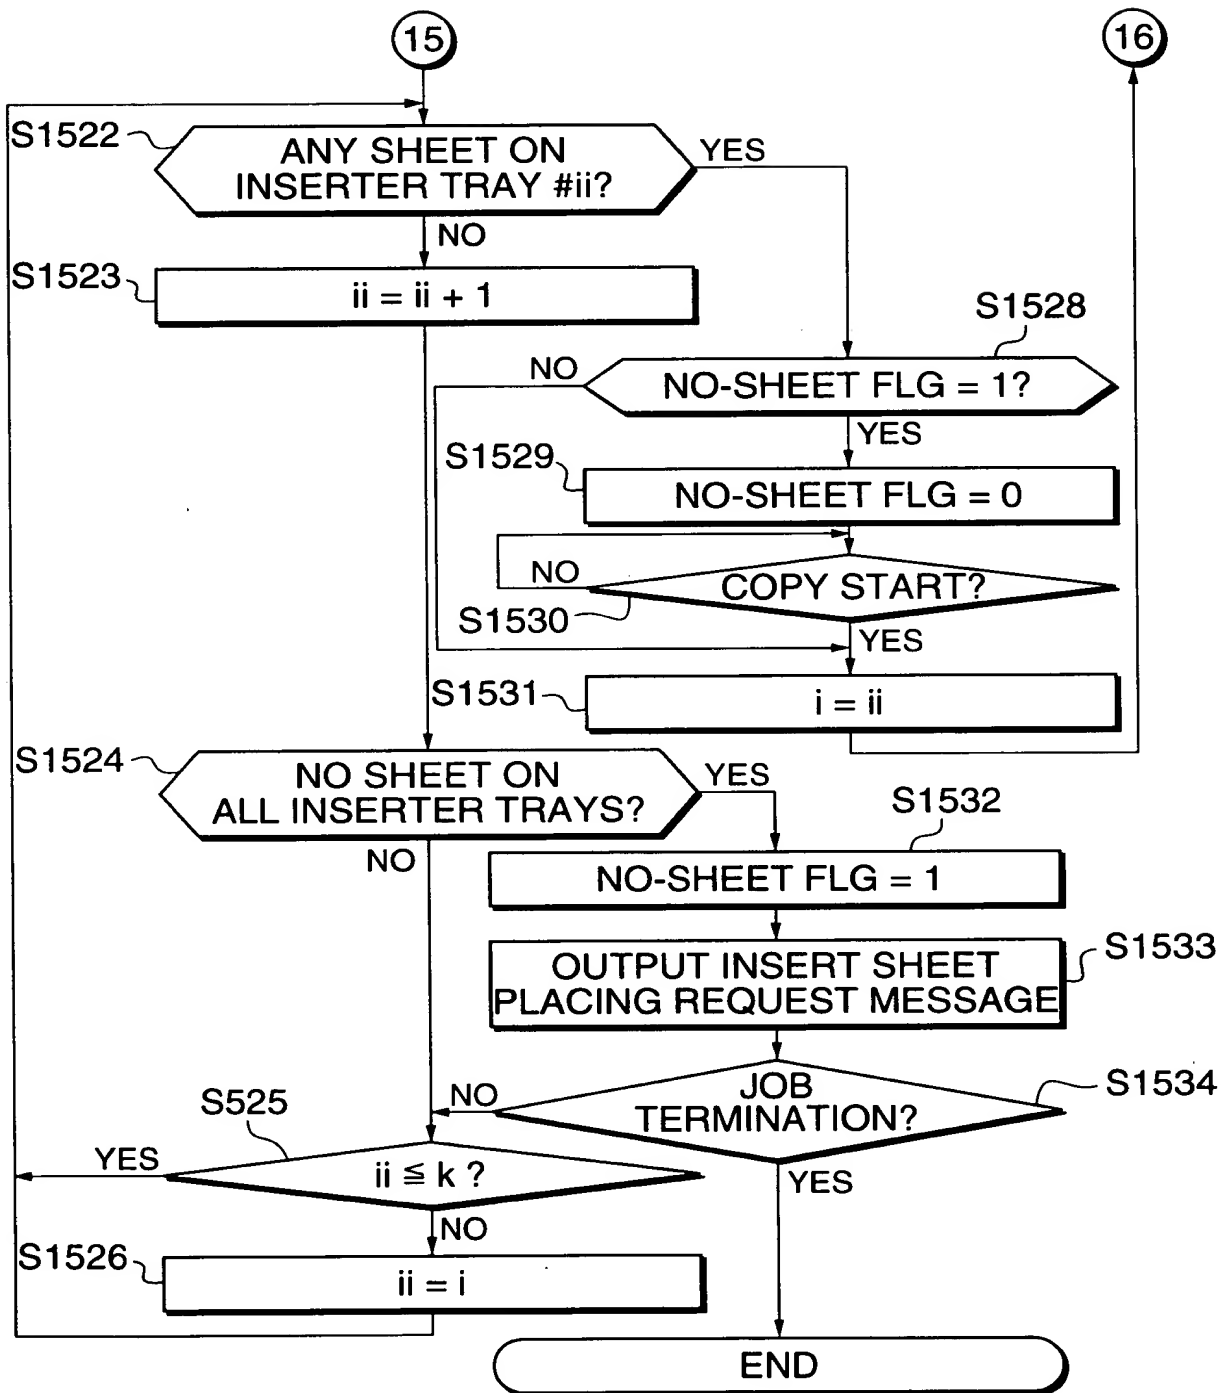 15
16
S1522
ANY SHEET ON
INSERTER TRAY #ii?
YES
NO
S1523
ii = ii + 1
S1528
NO
NO-SHEET FLG = 1?
YES
S1529
NO-SHEET FLG = 0
NO
COPY START?
S1530
YES
S1531
i = ii
S1524
NO SHEET ON
ALL INSERTER TRAYS?
YES
NO
S1532
NO-SHEET FLG = 1
S1533
OUTPUT INSERT SHEET
PLACING REQUEST MESSAGE
S1534
JOB
TERMINATION?
NO
YES
S525
YES
ii ≦ k ?
NO
S1526
ii = i
END